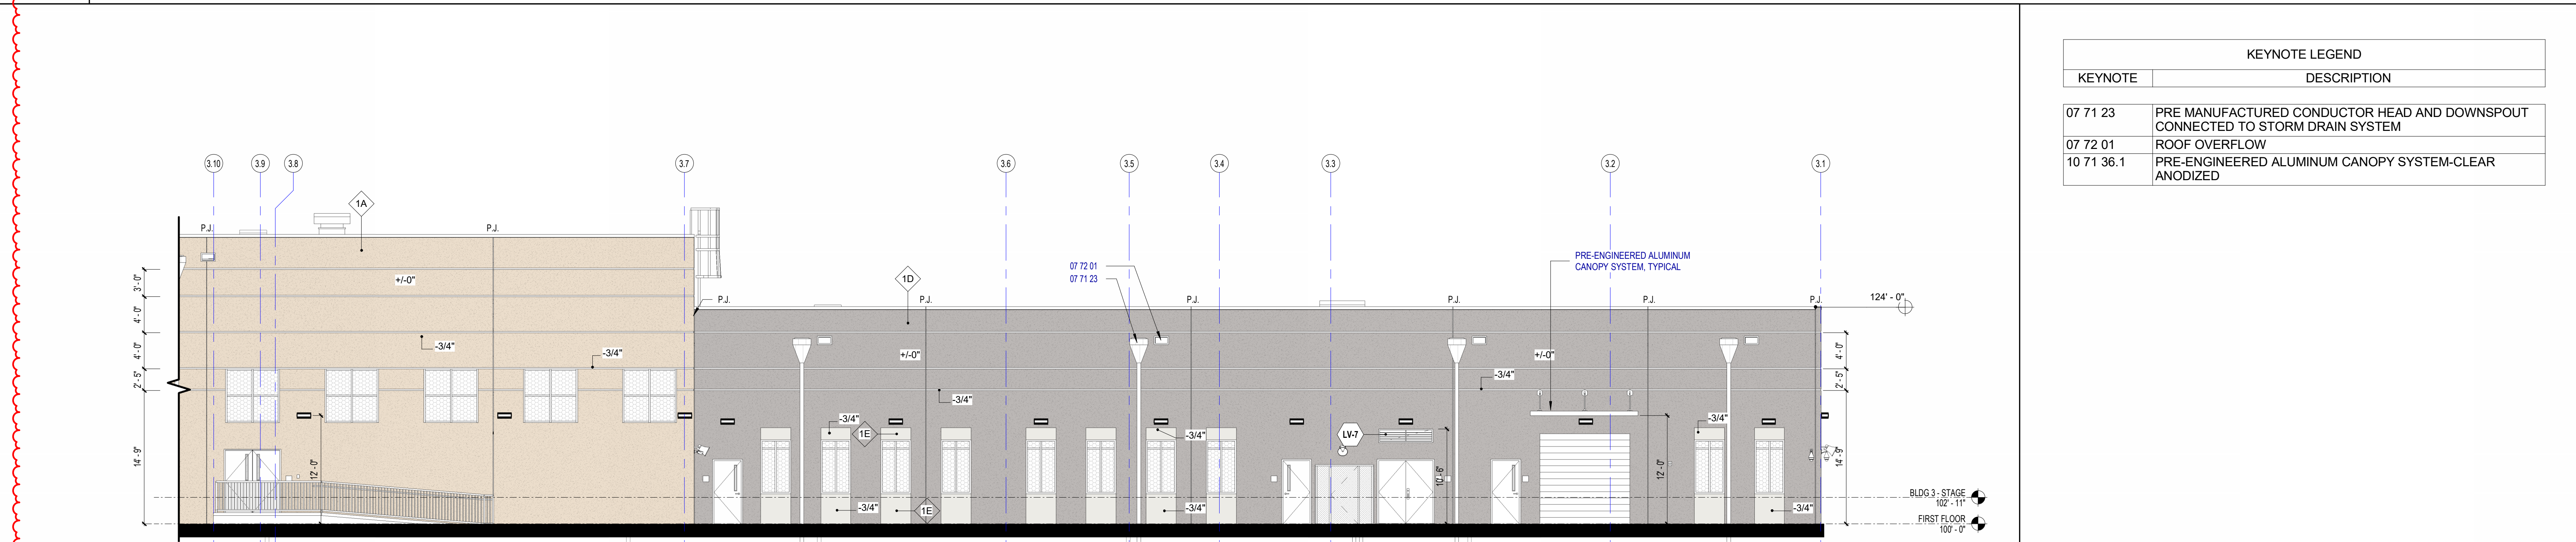 KEYNOTE LEGEND
KEYNOTE DESCRIPTION
07 71 23 PRE MANUFACTURED CONDUCTOR HEAD AND DOWNSPOUT
CONNECTED TO STORM DRAIN SYSTEM
07 72 01 ROOF OVERFLOW
10 71 36.1 PRE-ENGINEERED ALUMINUM CANOPY SYSTEM-CLEAR
ANODIZED
3.10 3.9 3.8 3.7 3.6 3.5 3.4 3.3 3.2 3.1
1A
P.J. P.J.
+/-0"
-3/4"
-3/4"
3' - 0"
4' - 0"
4' - 0"
2' - 5"
14' - 9"
12' - 0"
1D
07 72 01
07 71 23
PRE-ENGINEERED ALUMINUM
CANOPY SYSTEM, TYPICAL
P.J. P.J. P.J. P.J. P.J. P.J.
124' - 0"
+/-0" +/-0"
-3/4" -3/4"
4' - 0"
2' - 5"
14' - 9"
-3/4" -3/4" -3/4"
1E
LV-7
10' - 6"
12' - 0"
-3/4" 1E -3/4" -3/4"
BLDG 3 - STAGE
102' - 11"
FIRST FLOOR
100' - 0"